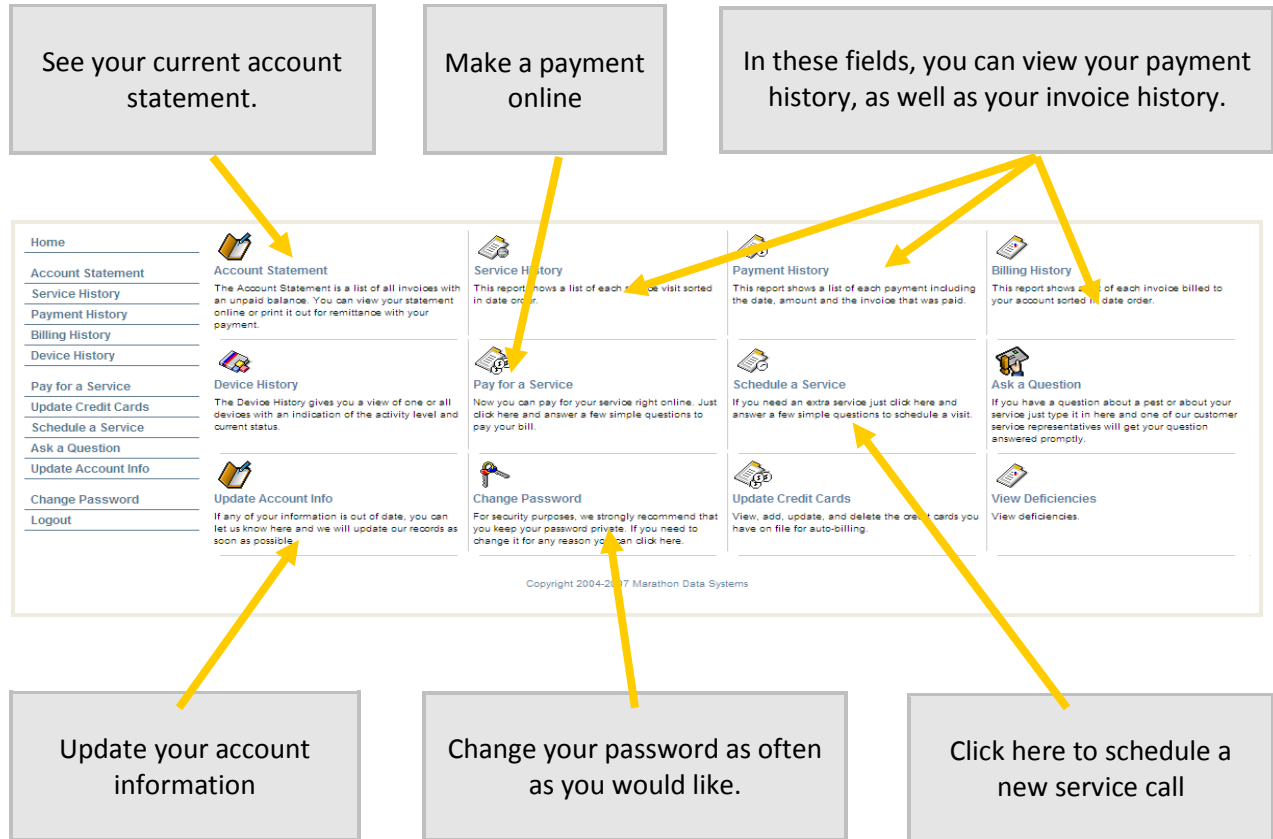 See your current account
statement.
Make a payment
online
In these fields, you can view your payment
history, as well as your invoice history.
Home
Account Statement
Service History
Payment History
Billing History
Device History
Pay for a Service
Update Credit Cards
Schedule a Service
Ask a Question
Update Account Info
Change Password
Logout
Account Statement
The Account Statement is a list of all invoices with
an unpaid balance. You can view your statement
online or print it out for remittance with your
payment.
Service History
This report shows a list of each service visit sorted
in date order.
Payment History
This report shows a list of each payment including
the date, amount and the invoice that was paid.
Billing History
This report shows a list of each invoice billed to
your account sorted in date order.
Device History
The Device History gives you a view of one or all
devices with an indication of the activity level and
current status.
Pay for a Service
Now you can pay for your service right online. Just
click here and answer a few simple questions to
pay your bill.
Schedule a Service
If you need an extra service just click here and
answer a few simple questions to schedule a visit.
Ask a Question
If you have a question about a pest or about your
service just type it in here and one of our customer
service representatives will get your question
answered promptly.
Update Account Info
If any of your information is out of date, you can
let us know here and we will update our records as
soon as possible.
Change Password
For security purposes, we strongly recommend that
you keep your password private. If you need to
change it for any reason you can click here.
Update Credit Cards
View, add, update, and delete the credit cards you
have on file for auto-billing.
View Deficiencies
View deficiencies.
Copyright 2004-2007 Marathon Data Systems
Update your account
information
Change your password as often
as you would like.
Click here to schedule a
new service call